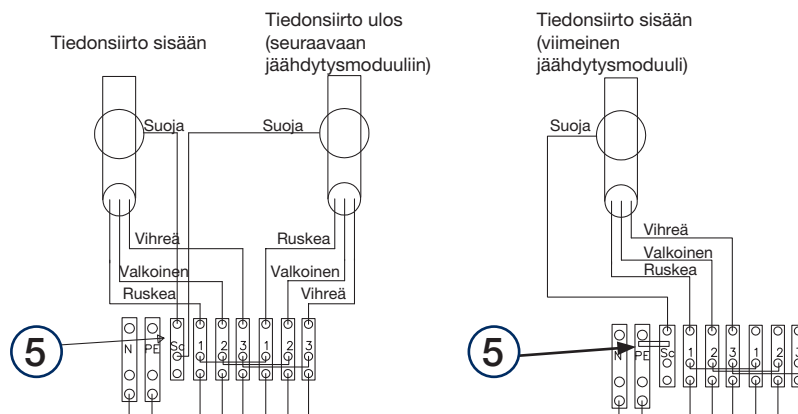 Tiedonsiirto sisään
Tiedonsiirto ulos
(seuraavaan
jäähdytysmoduuliin)
Suoja
Suoja
Vihreä
Ruskea
Valkoinen
Valkoinen
Ruskea
Vihreä
5
N
PE
Sc
1
2
3
1
2
3
Tiedonsiirto sisään
(viimeinen
jäähdytysmoduuli)
Suoja
Vihreä
Valkoinen
Ruskea
5
N
PE
Sc
1
2
3
1
2
3